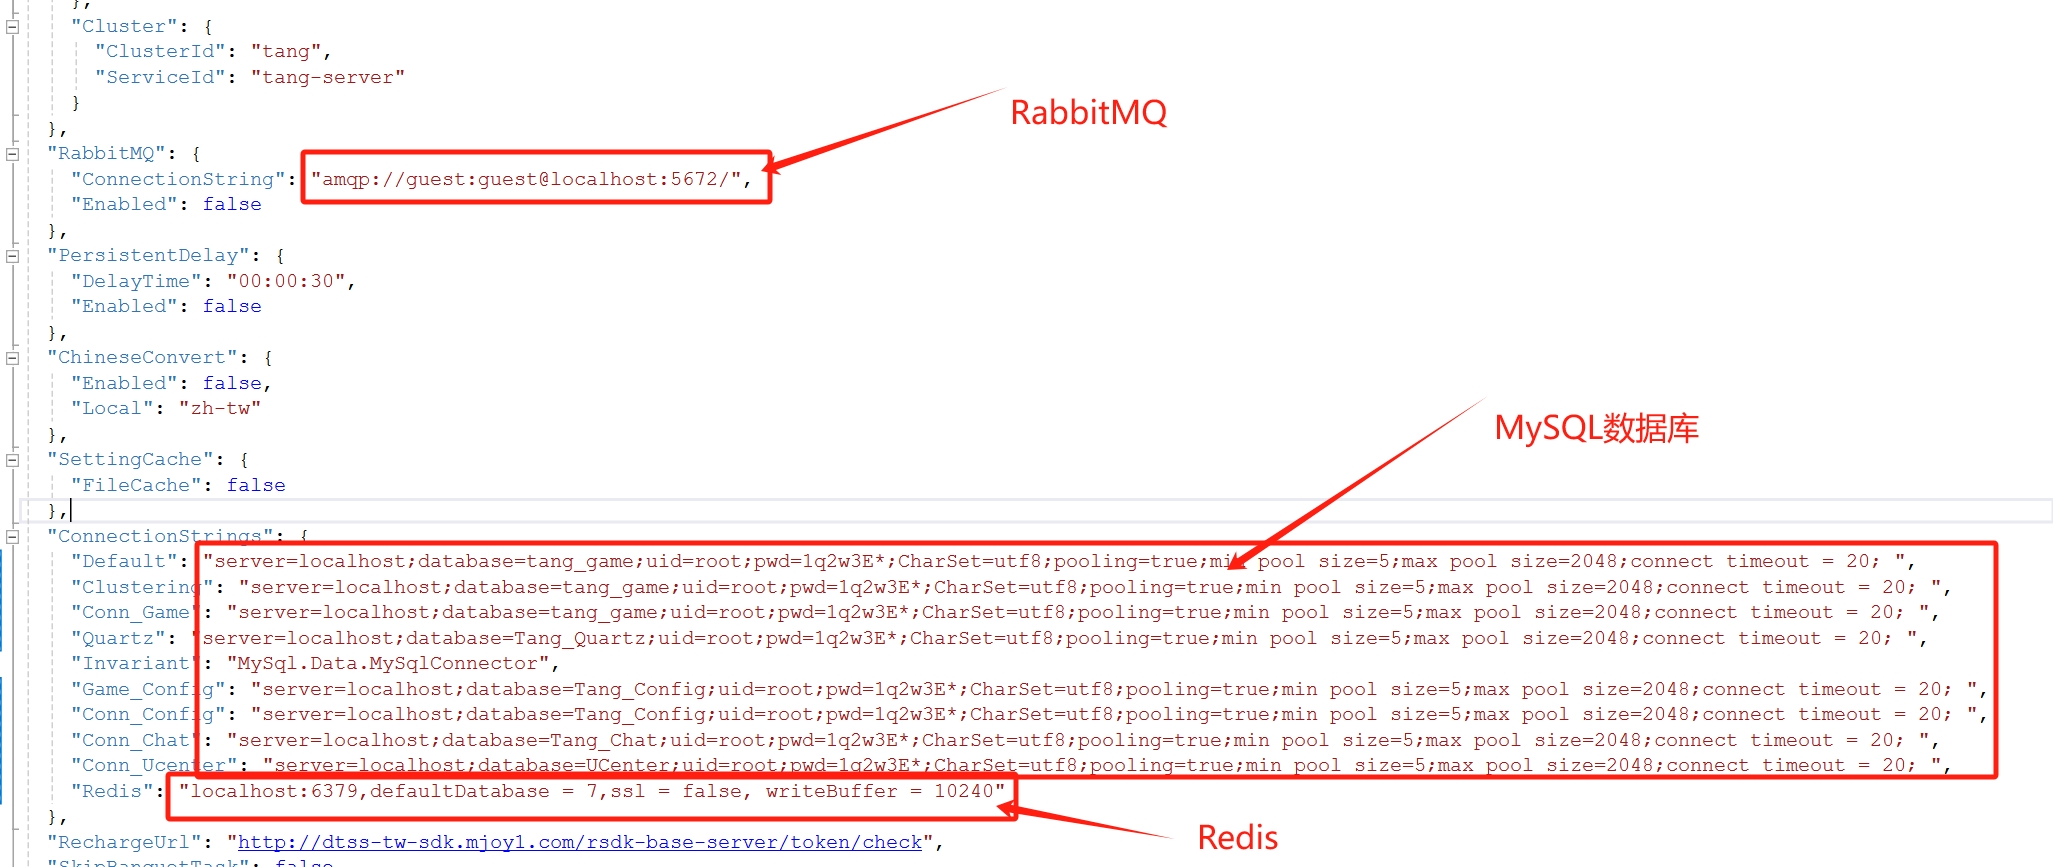 },
"Cluster": {
"ClusterId": "tang",
"ServiceId": "tang-server"
}
},
RabbitMQ
"RabbitMQ": {
"ConnectionString": "amqp://guest:guest@localhost:5672/",
"Enabled": false
},
"PersistentDelay": {
"DelayTime": "00:00:30",
"Enabled": false
},
"ChineseConvert": {
"Enabled": false,
"Local": "zh-tw"
},
MySQL数据库
"SettingCache": {
"FileCache": false
},
"ConnectionStrings": {
"Default": "server=localhost;database=tang_game;uid=root;pwd=1q2w3E*;CharSet=utf8;pooling=true;min pool size=5;max pool size=2048;connect timeout = 20; ",
"Clustering": "server=localhost;database=tang_game;uid=root;pwd=1q2w3E*;CharSet=utf8;pooling=true;min pool size=5;max pool size=2048;connect timeout = 20; ",
"Conn_Game": "server=localhost;database=tang_game;uid=root;pwd=1q2w3E*;CharSet=utf8;pooling=true;min pool size=5;max pool size=2048;connect timeout = 20; ",
"Quartz": "server=localhost;database=Tang_Quartz;uid=root;pwd=1q2w3E*;CharSet=utf8;pooling=true;min pool size=5;max pool size=2048;connect timeout = 20; ",
"Invariant": "MySql.Data.MySqlConnector",
"Game_Config": "server=localhost;database=Tang_Config;uid=root;pwd=1q2w3E*;CharSet=utf8;pooling=true;min pool size=5;max pool size=2048;connect timeout = 20; ",
"Conn_Config": "server=localhost;database=Tang_Config;uid=root;pwd=1q2w3E*;CharSet=utf8;pooling=true;min pool size=5;max pool size=2048;connect timeout = 20; ",
"Conn_Chat": "server=localhost;database=Tang_Chat;uid=root;pwd=1q2w3E*;CharSet=utf8;pooling=true;min pool size=5;max pool size=2048;connect timeout = 20; ",
"Conn_Ucenter": "server=localhost;database=UCenter;uid=root;pwd=1q2w3E*;CharSet=utf8;pooling=true;min pool size=5;max pool size=2048;connect timeout = 20; ",
"Redis": "localhost:6379,defaultDatabase = 7,ssl = false, writeBuffer = 10240"
},
Redis
"RechargeUrl": "http://dtss-tw-sdk.mjoy1.com/rsdk-base-server/token/check",
"SkipBanquetTask": false